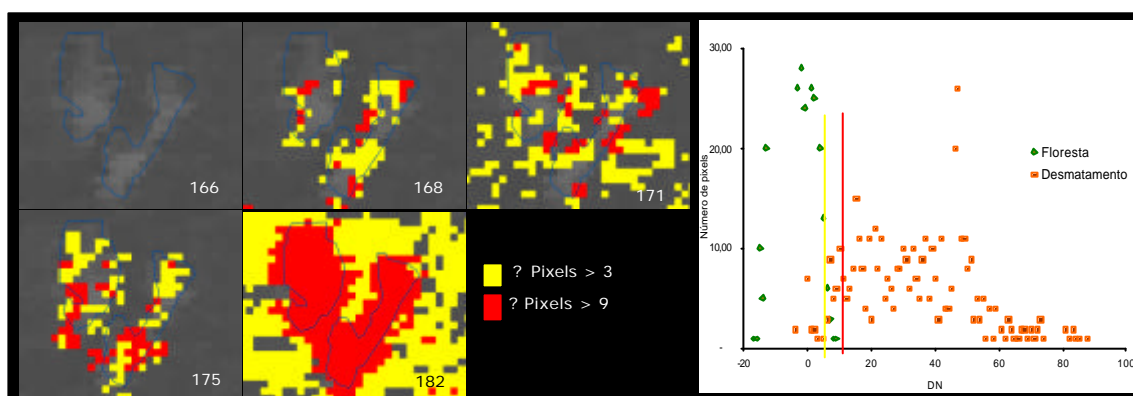 166
168
171
175
182
? Pixels > 3
? Pixels > 9
30,00
20,00
10,00
-
Número de pixels
-20
0
20
40
60
80
100
DN
Floresta
Desmatamento